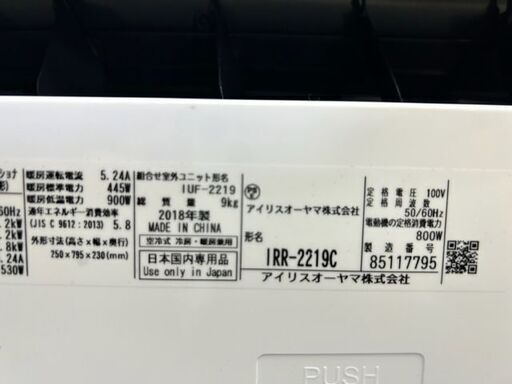 ショナ
形)
60Hz
.2kW
.2kW
.8kW
.24A
530W
暖房運転電流 5.24A
暖房標準電力 445W
暖房低温電力 900W
通年エネルギー消費効率
(JIS C 9612:2013) 5.8
外形寸法(高さ×幅×奥行)
250×795×230(mm)
組合せ室外ユニット形名
IUF-2219
総質量 9kg
2018年製
MADE IN CHINA
空冷式 冷房・暖房兼用
日本国内専用品
Use only in Japan
アイリスオーヤマ株式会社
形名
IRR-2219C
定格電圧 100V
定格周波数
50/60Hz
電動機の定格消費電力
800W
製造番号
85117795
アイリスオーヤマ株式会社
PUSH